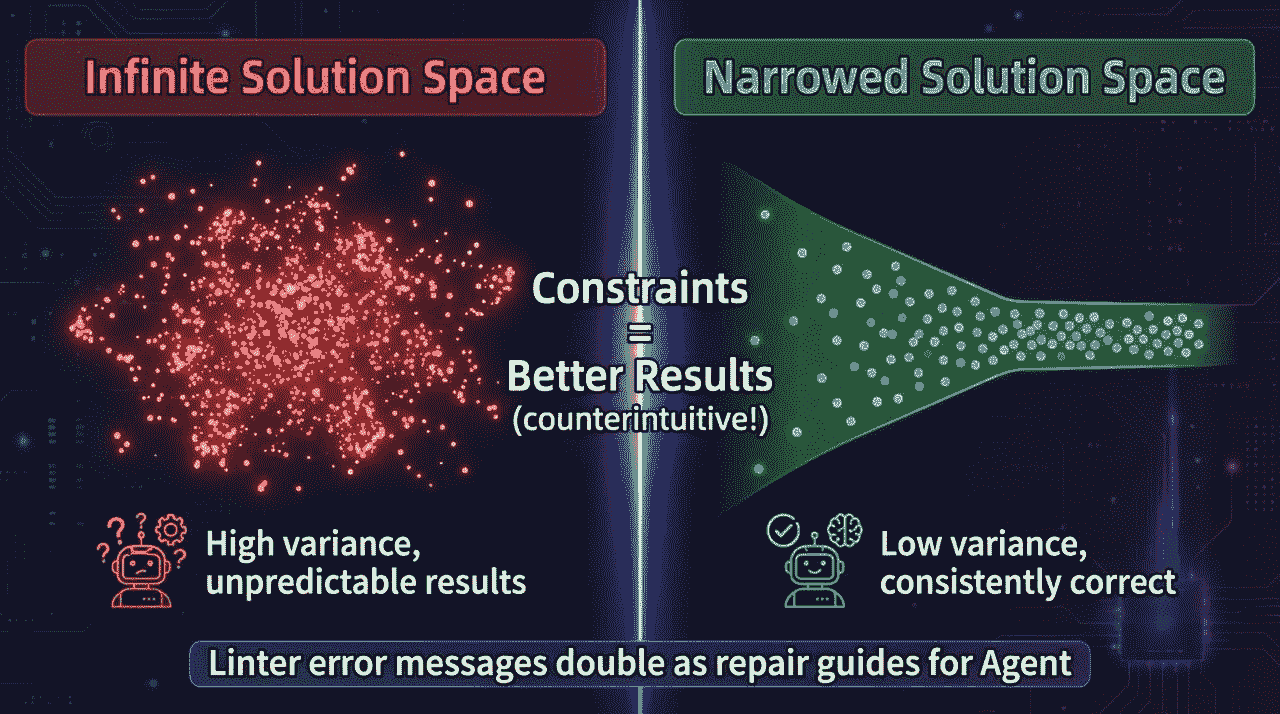 Infinite Solution Space
Narrowed Solution Space
Constraints
=
Better Results
(counterintuitive!)
High variance,
unpredictable results
Low variance,
consistently correct
Linter error messages double as repair guides for Agent